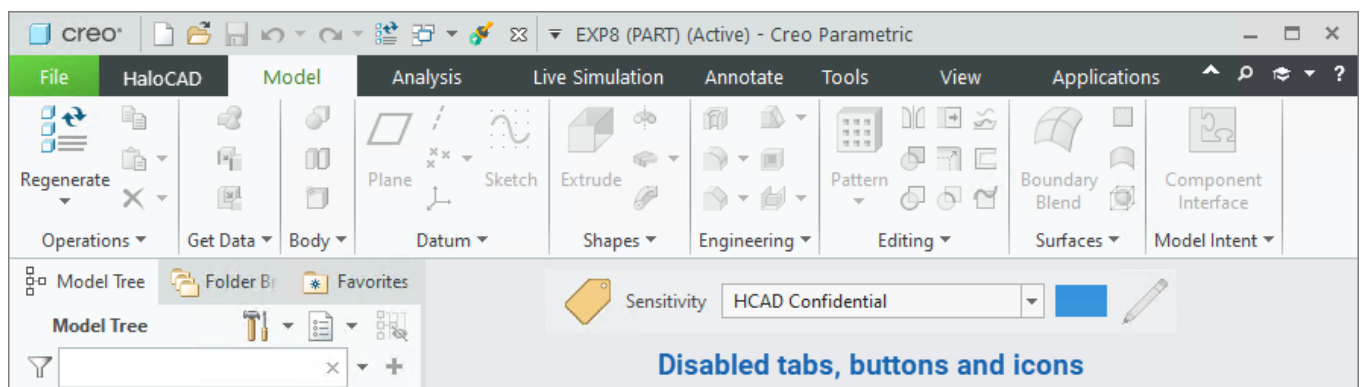 creo
EXP8 (PART) (Active) - Creo Parametric
File HaloCAD Model Analysis Live Simulation Annotate Tools View Applications ?
Regenerate Plane Sketch Extrude Pattern Boundary Blend Component Interface
Operations Get Data Body Datum Shapes Engineering Editing Surfaces Model Intent
Model Tree Folder Br Favorites
Sensitivity HCAD Confidential
Model Tree
Disabled tabs, buttons and icons